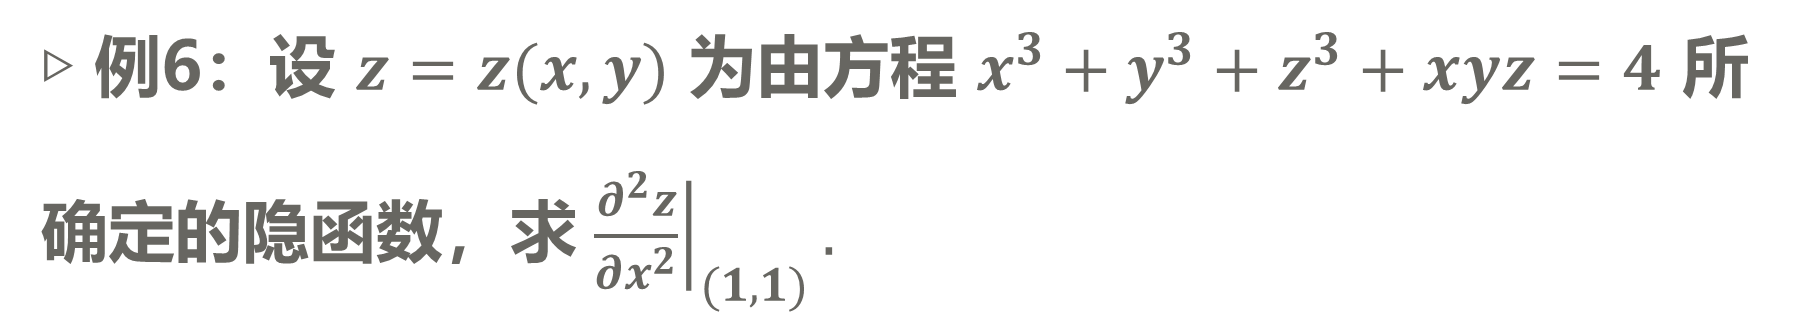 ▷ 例6：设 z = z(x, y) 为由方程 x³ + y³ + z³ + xyz = 4 所
确定的隐函数，求 ∂²z/∂x²|(1,1) .